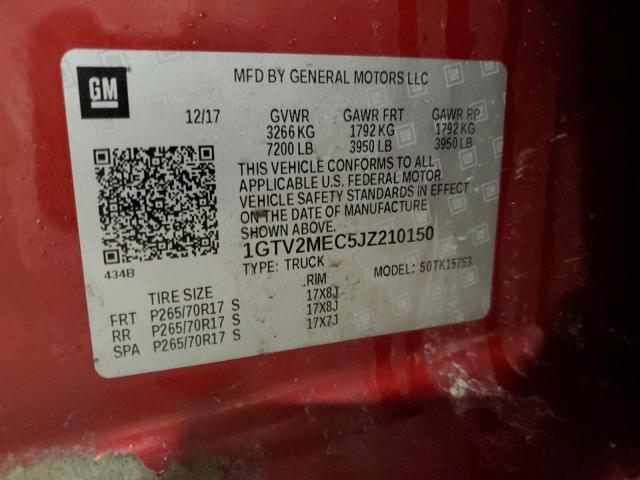 GM
MFD BY GENERAL MOTORS LLC
12/17 GVWR GAWR FRT GAWR RP
3266 KG 1792 KG 1792 KG
7200 LB 3950 LB 3950 LB
THIS VEHICLE CONFORMS TO ALL
APPLICABLE U.S. FEDERAL MOTOR
VEHICLE SAFETY STANDARDS IN EFFECT
ON THE DATE OF MANUFACTURE
SHOWN ABOVE.
1GTV2MEC5JZ210150
434B
TYPE: TRUCK MODEL: 50TK15753
TIRE SIZE RIM
FRT P265/70R17 S 17X8J
RR P265/70R17 S 17X8J
SPA P265/70R17 S 17X7J